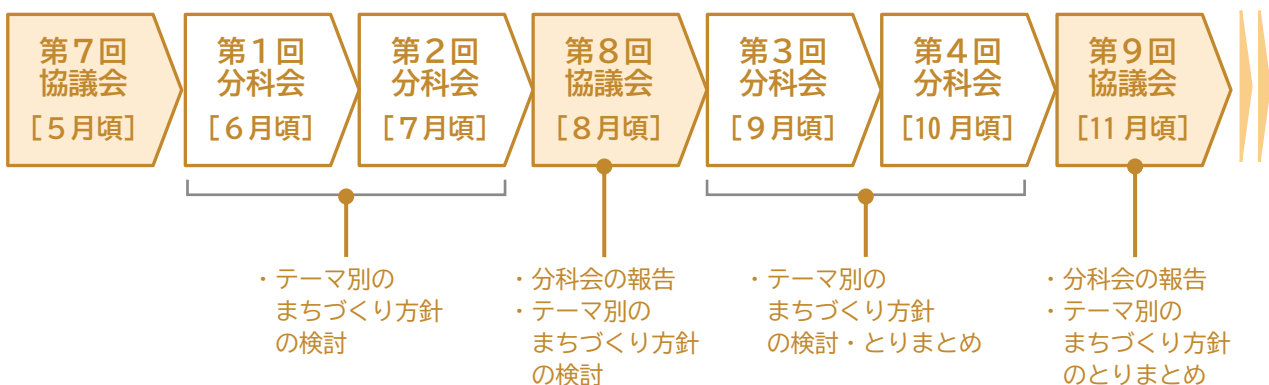 第7回
協議会
[5月頃]
第1回
分科会
[6月頃]
第2回
分科会
[7月頃]
第8回
協議会
[8月頃]
第3回
分科会
[9月頃]
第4回
分科会
[10月頃]
第9回
協議会
[11月頃]
・テーマ別の
まちづくり方針
の検討
・分科会の報告
・テーマ別の
まちづくり方針
の検討
・テーマ別の
まちづくり方針
の検討・とりまとめ
・分科会の報告
・テーマ別の
まちづくり方針
のとりまとめ